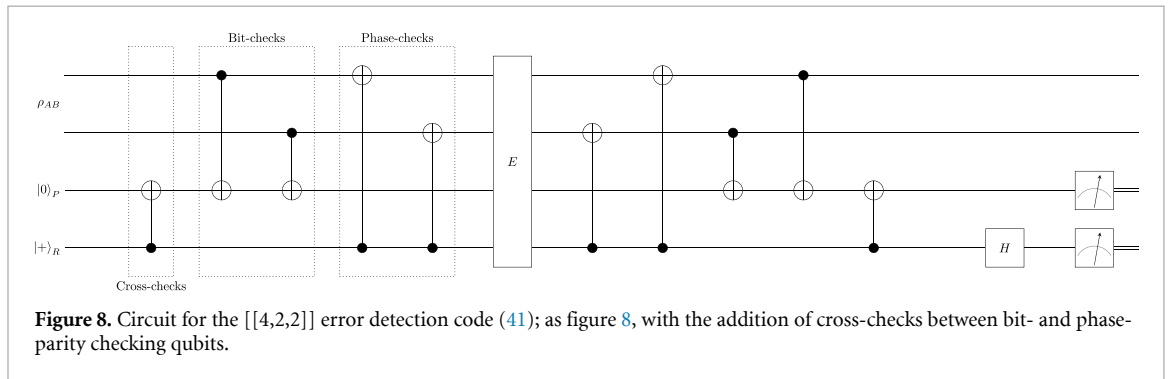 Bit-checks Phase-checks
ρ_AB
E
|0⟩_P
|+⟩_R H
Cross-checks
Figure 8. Circuit for the [[4,2,2]] error detection code (41); as figure 8, with the addition of cross-checks between bit- and phase-
parity checking qubits.